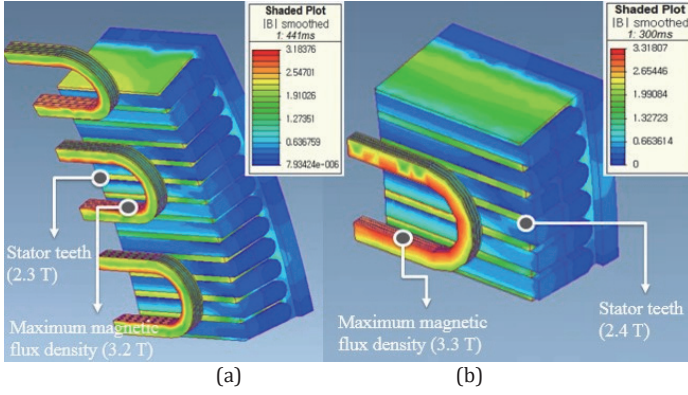 Shaded Plot
|B| smoothed
1: 441ms
3.18376
2.54701
1.91026
1.27351
0.636759
7.93424e-006
Stator teeth
(2.3 T)
Maximum magnetic
flux density (3.2 T)
(a)
Shaded Plot
|B| smoothed
1: 300ms
3.31807
2.65446
1.99084
1.32723
0.663614
0
Maximum magnetic
flux density (3.3 T)
Stator teeth
(2.4 T)
(b)